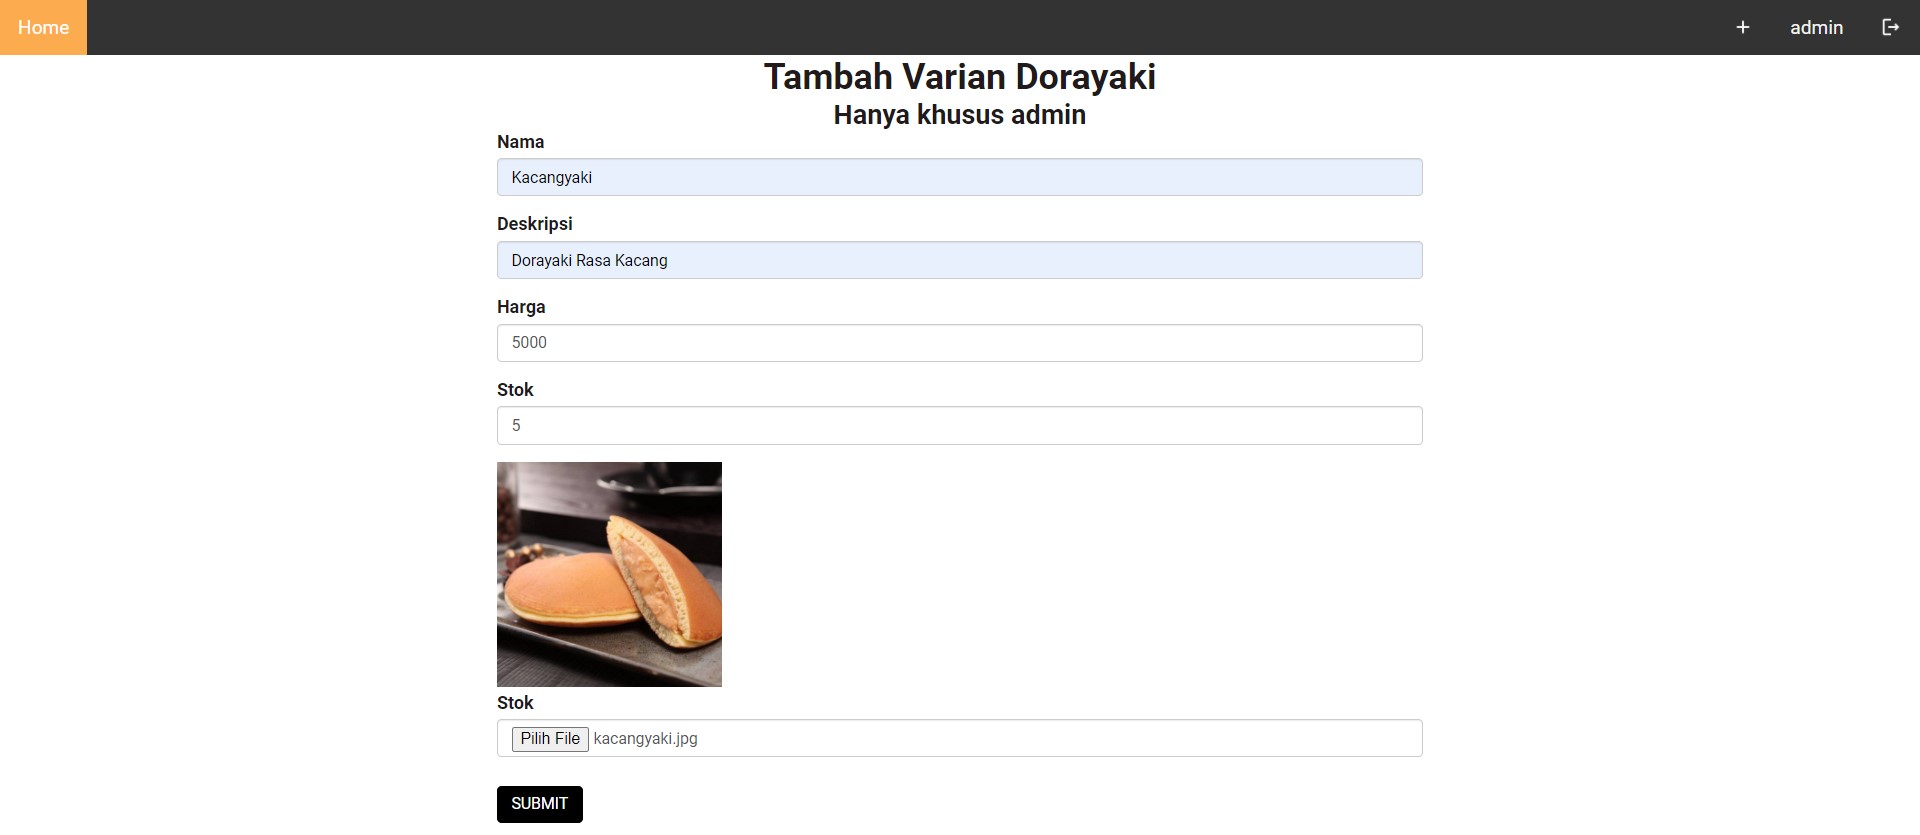 Home + admin
Tambah Varian Dorayaki
Hanya khusus admin
Nama
Kacangyaki
Deskripsi
Dorayaki Rasa Kacang
Harga
5000
Stok
5
Stok
Pilih File kacangyaki.jpg
SUBMIT